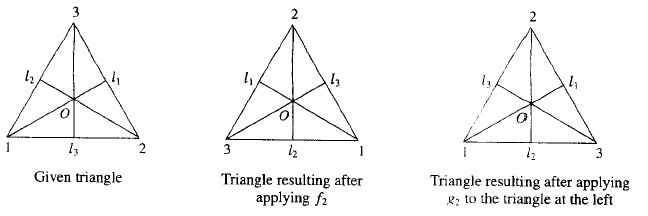 3 2 2
l₂ l₁ l₁ l₃ l₃ l₁
O O O
1 l₃ 2 3 l₂ 1 1 l₂ 3
Given triangle
Triangle resulting after
applying f₂
Triangle resulting after applying
g₂ to the triangle at the left